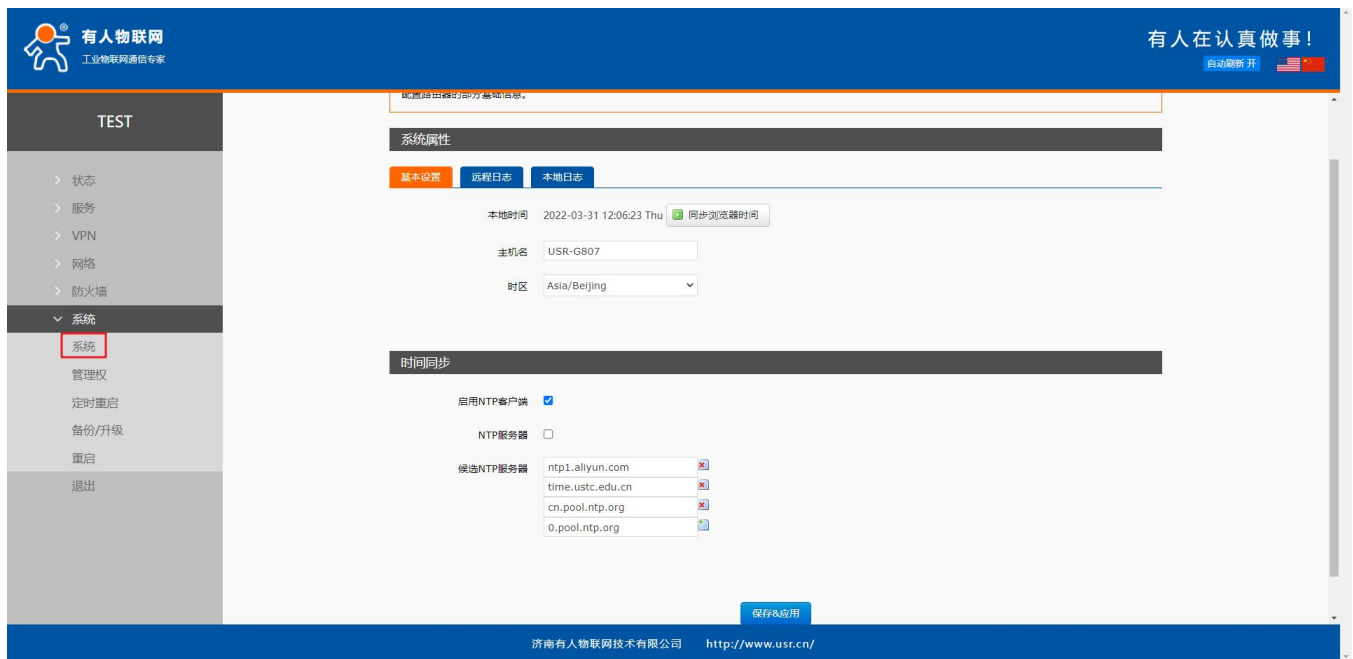 有人物联网
工业物联网通信专家
有人在认真做事!
自动刷新 开
TEST
状态
服务
VPN
网络
防火墙
系统
系统
管理权
定时重启
备份/升级
重启
退出
配置路由器的部分基础信息。
系统属性
基本设置 远程日志 本地日志
本地时间 2022-03-31 12:06:23 Thu 同步浏览器时间
主机名 USR-G807
时区 Asia/Beijing
时间同步
启用NTP客户端
NTP服务器
候选NTP服务器 ntp1.aliyun.com
time.ustc.edu.cn
cn.pool.ntp.org
0.pool.ntp.org
保存&应用
济南有人物联网技术有限公司 http://www.usr.cn/